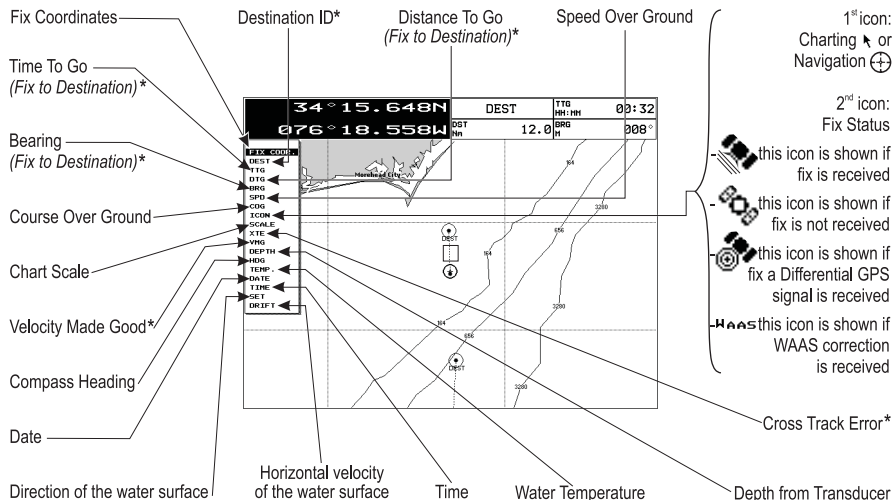 Fix Coordinates
Destination ID*
Distance To Go
(Fix to Destination)*
Speed Over Ground
1st icon:
Charting or
Navigation
Time To Go
(Fix to Destination)*
2nd icon:
Fix Status
this icon is shown if
fix is received
this icon is shown if
fix is not received
this icon is shown if
fix a Differential GPS
signal is received
WAAS this icon is shown if
WAAS correction
is received
Bearing
(Fix to Destination)*
Course Over Ground
Chart Scale
Velocity Made Good*
Compass Heading
Date
Direction of the water surface
Horizontal velocity
of the water surface
Time
Water Temperature
Depth from Transducer
Cross Track Error*
34°15.648N
076°18.558W
DEST
TTG
HH:MM
00:32
DST
Nm
12.0
BRG
M
008°
FIX COOR.
DEST
TTG
DTG
BRG
SPD
COG
ICON
SCALE
XTE
VMG
DEPTH
HDG
TEMP.
DATE
TIME
SET
DRIFT
Morehead City
164
3280
656
164
DEST
3280
164
656
DEST
3280